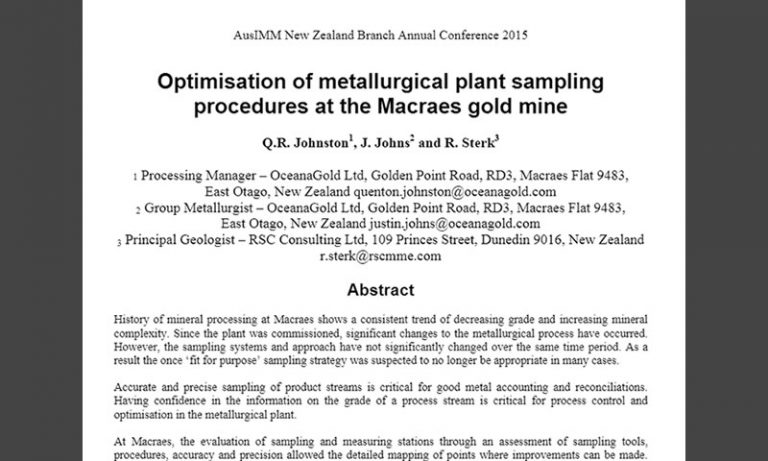 AusIMM New Zealand Branch Annual Conference 2015
Optimisation of metallurgical plant sampling
procedures at the Macraes gold mine
Q.R. Johnston1, J. Johns2 and R. Sterk3
1 Processing Manager – OceanaGold Ltd, Golden Point Road, RD3, Macraes Flat 9483,
East Otago, New Zealand quenton.johnston@oceanagold.com
2 Group Metallurgist – OceanaGold Ltd, Golden Point Road, RD3, Macraes Flat 9483,
East Otago, New Zealand justin.johns@oceanagold.com
3 Principal Geologist – RSC Consulting Ltd, 109 Princes Street, Dunedin 9016, New Zealand
r.sterk@rscmme.com
Abstract
History of mineral processing at Macraes shows a consistent trend of decreasing grade and increasing mineral
complexity. Since the plant was commissioned, significant changes to the metallurgical process have occurred.
However, the sampling systems and approach have not significantly changed over the same time period. As a
result the once ‘fit for purpose’ sampling strategy was suspected to no longer be appropriate in many cases.
Accurate and precise sampling of product streams is critical for good metal accounting and reconciliations.
Having confidence in the information on the grade of a process stream is critical for process control and
optimisation in the metallurgical plant.
At Macraes, the evaluation of sampling and measuring stations through an assessment of sampling tools,
procedures, accuracy and precision allowed the detailed mapping of points where improvements can be made.